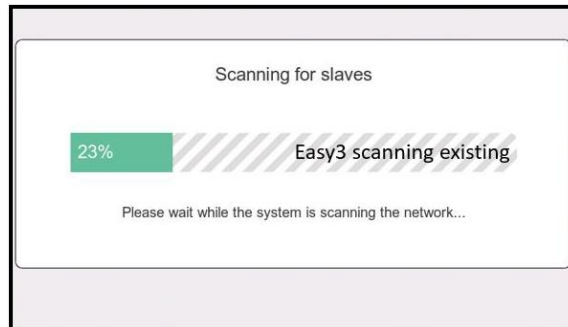 Scanning for slaves
23% Easy3 scanning existing
Please wait while the system is scanning the network...